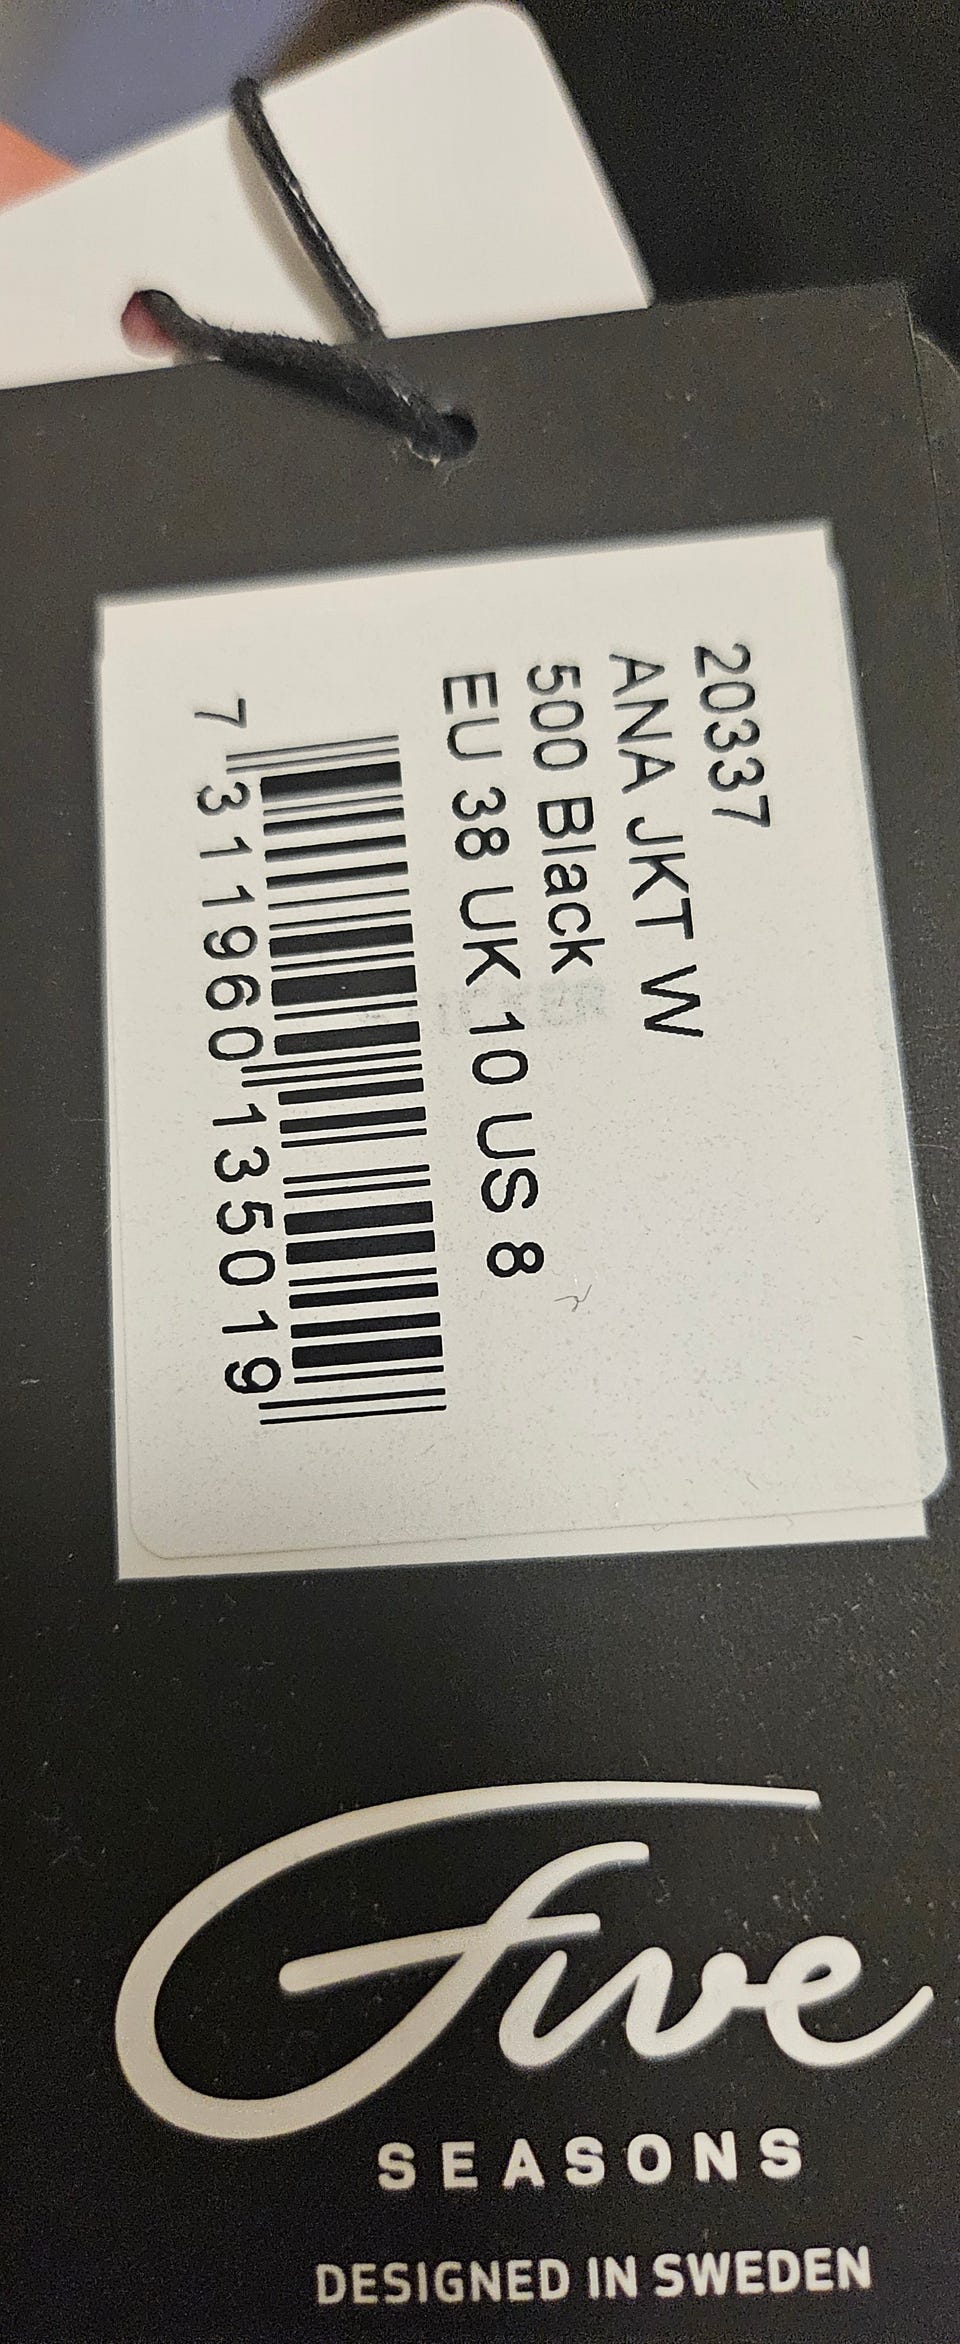 20337
ANA JKT W
500 Black
EU 38 UK 10 US 8
7 311960 135019
Five
SEASONS
DESIGNED IN SWEDEN